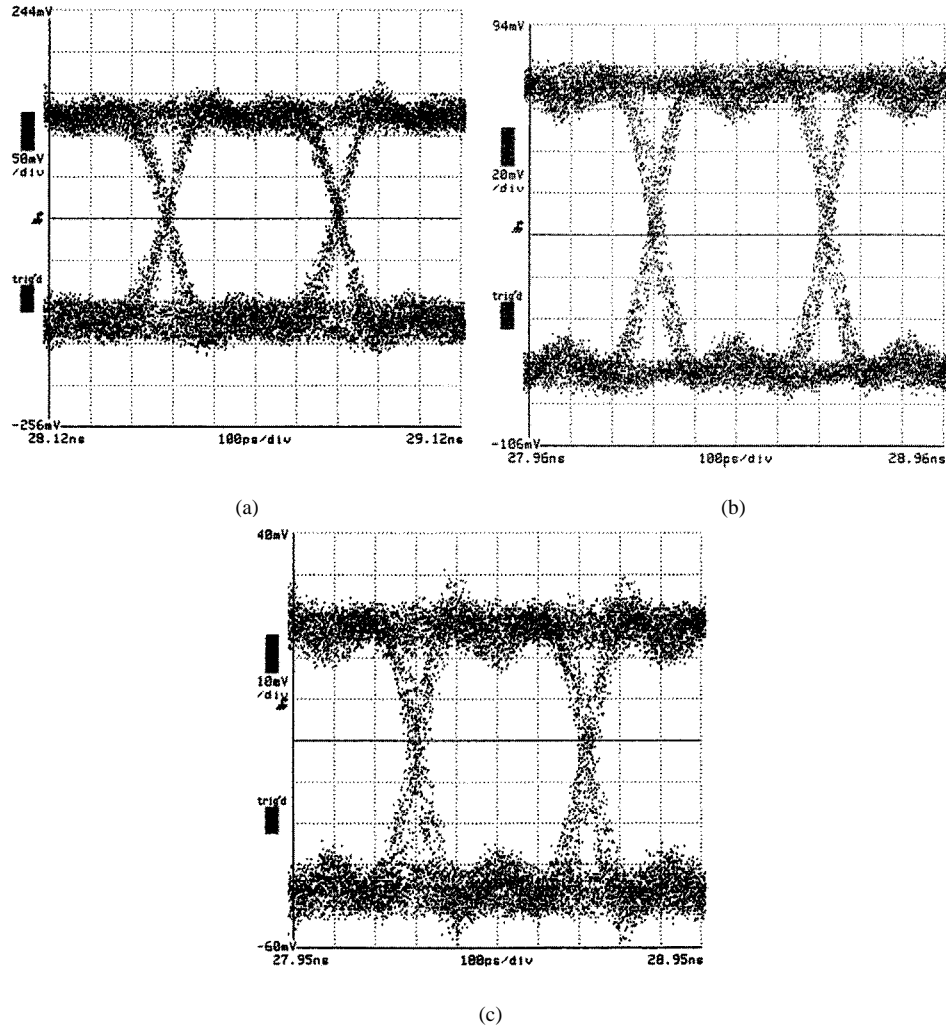 244mV
50mV
/div
trig'd
-256mV
28.12ns
100ps/div
29.12ns
(a)
94mV
20mV
/div
trig'd
-106mV
27.96ns
100ps/div
28.96ns
(b)
40mV
10mV
/div
trig'd
-60mV
27.95ns
100ps/div
28.95ns
(c)